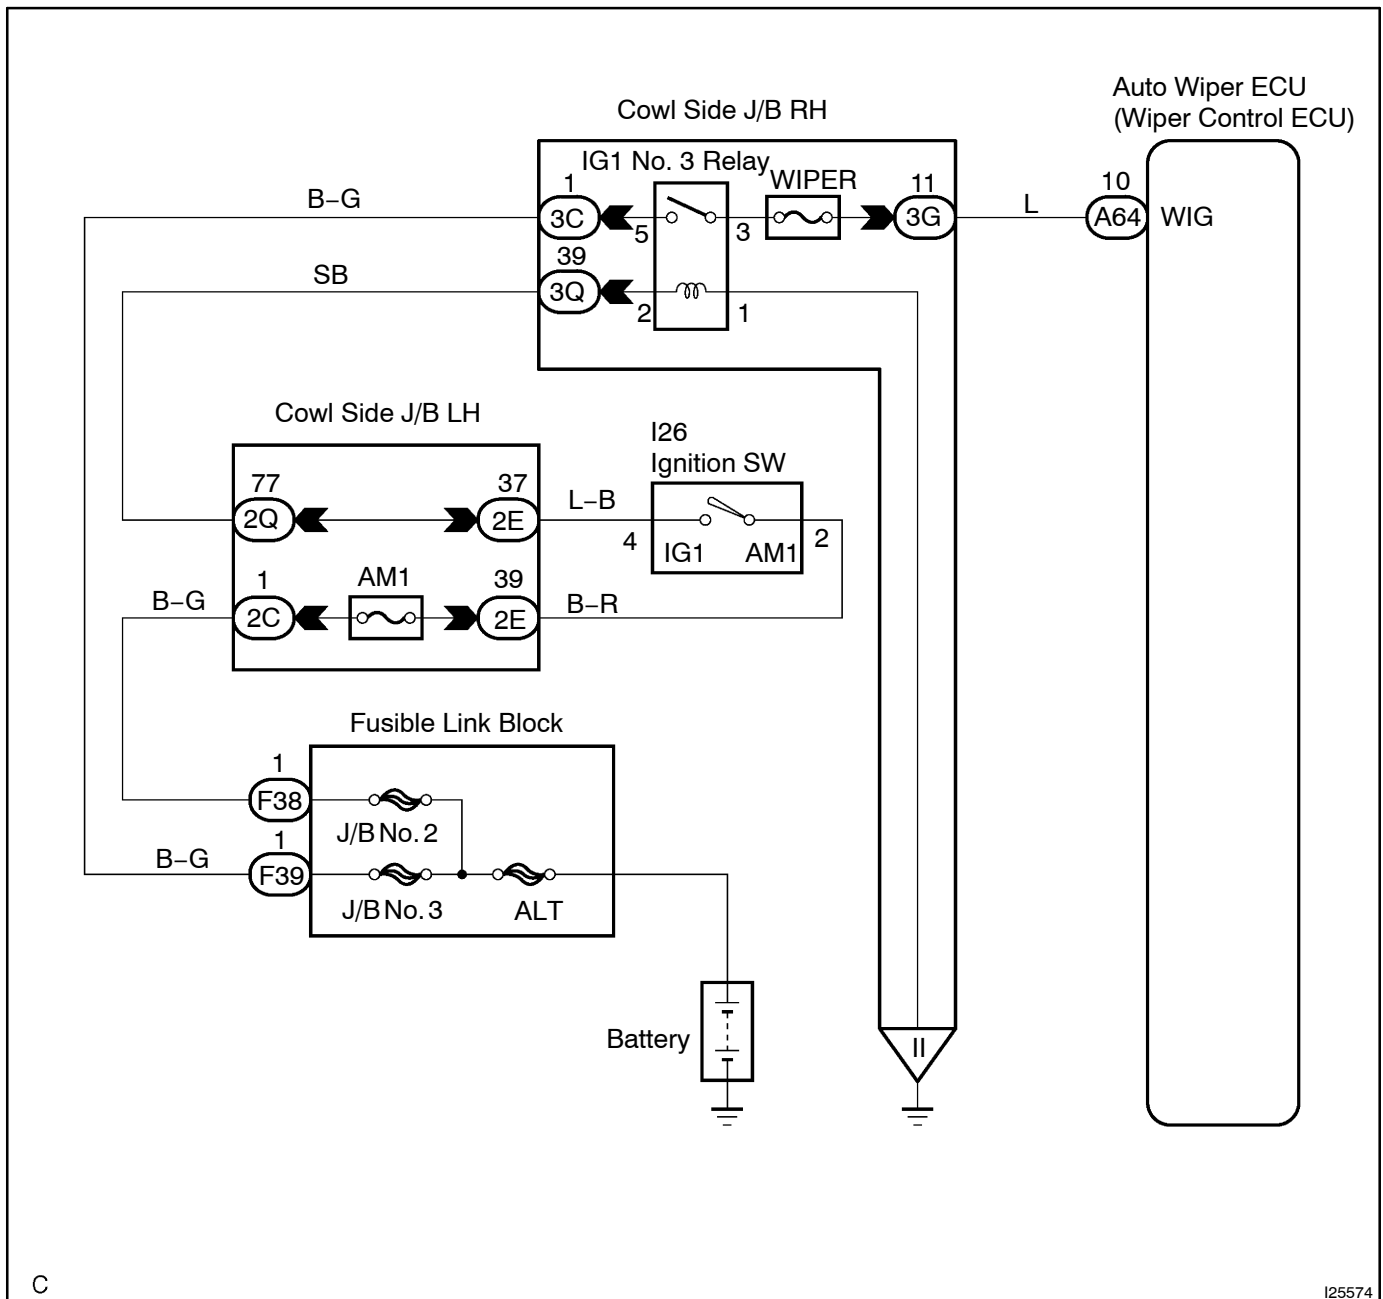 Auto Wiper ECU
(Wiper Control ECU)
Cowl Side J/B RH
IG1 No. 3 Relay
WIPER
1
11
10
B–G
3C
5
3
3G
L
A64
WIG
39
SB
3Q
2
1
Cowl Side J/B LH
I26
Ignition SW
77
37
L–B
2Q
2E
4
IG1
AM1
2
1
AM1
39
B–G
2C
2E
B–R
Fusible Link Block
1
F38
J/B No. 2
1
B–G
F39
J/B No. 3
ALT
Battery
II
C
I25574